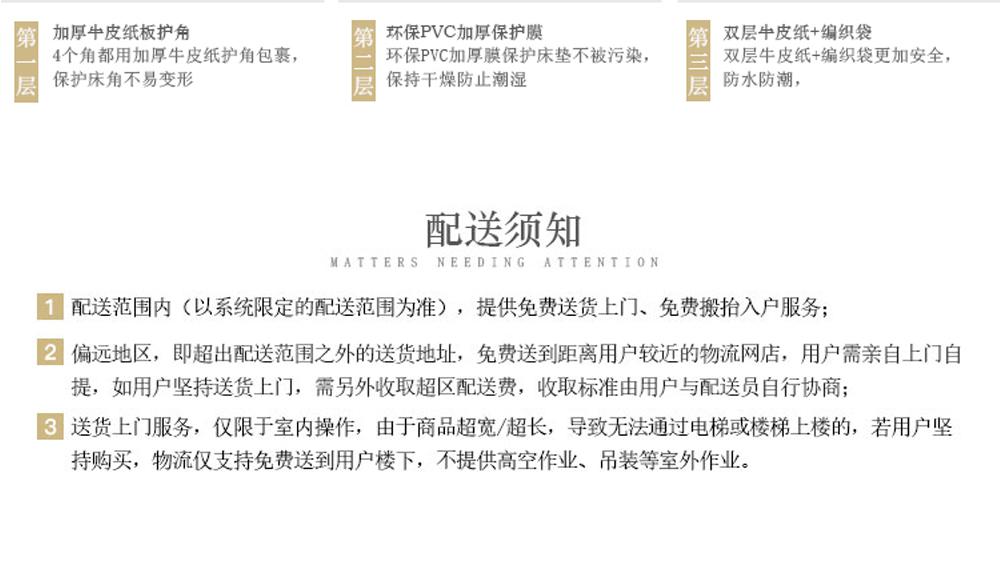 第一层
加厚牛皮纸板护角
4个角都用加厚牛皮纸护角包裹，
保护床角不易变形
第二层
环保PVC加厚保护膜
环保PVC加厚膜保护床垫不被污染，
保持干燥防止潮湿
第三层
双层牛皮纸+编织袋
双层牛皮纸+编织袋更加安全，
防水防潮，
配送须知
MATTERS NEEDING ATTENTION
1 配送范围内（以系统限定的配送范围为准），提供免费送货上门、免费搬抬入户服务；
2 偏远地区，即超出配送范围之外的送货地址，免费送到距离用户较近的物流网店，用户需亲自上门自
提，如用户坚持送货上门，需另外收取超区配送费，收取标准由用户与配送员自行协商；
3 送货上门服务，仅限于室内操作，由于商品超宽/超长，导致无法通过电梯或楼梯上楼的，若用户坚
持购买，物流仅支持免费送到用户楼下，不提供高空作业、吊装等室外作业。